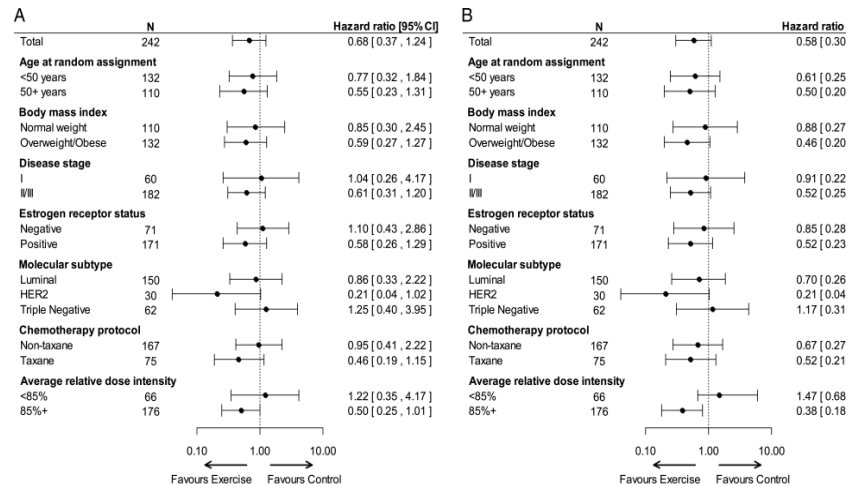 A
N Hazard ratio [95% CI]
Total 242 0.68 [ 0.37 , 1.24 ]
Age at random assignment
<50 years 132 0.77 [ 0.32 , 1.84 ]
50+ years 110 0.55 [ 0.23 , 1.31 ]
Body mass index
Normal weight 110 0.85 [ 0.30 , 2.45 ]
Overweight/Obese 132 0.59 [ 0.27 , 1.27 ]
Disease stage
I 60 1.04 [ 0.26 , 4.17 ]
II/III 182 0.61 [ 0.31 , 1.20 ]
Estrogen receptor status
Negative 71 1.10 [ 0.43 , 2.86 ]
Positive 171 0.58 [ 0.26 , 1.29 ]
Molecular subtype
Luminal 150 0.86 [ 0.33 , 2.22 ]
HER2 30 0.21 [ 0.04 , 1.02 ]
Triple Negative 62 1.25 [ 0.40 , 3.95 ]
Chemotherapy protocol
Non-taxane 167 0.95 [ 0.41 , 2.22 ]
Taxane 75 0.46 [ 0.19 , 1.15 ]
Average relative dose intensity
<85% 66 1.22 [ 0.35 , 4.17 ]
85%+ 176 0.50 [ 0.25 , 1.01 ]
0.10 1.00 10.00
Favours Exercise Favours Control
B
N Hazard ratio
Total 242 0.58 [ 0.30
Age at random assignment
<50 years 132 0.61 [ 0.25
50+ years 110 0.50 [ 0.20
Body mass index
Normal weight 110 0.88 [ 0.27
Overweight/Obese 132 0.46 [ 0.20
Disease stage
I 60 0.91 [ 0.22
II/III 182 0.52 [ 0.25
Estrogen receptor status
Negative 71 0.85 [ 0.28
Positive 171 0.52 [ 0.23
Molecular subtype
Luminal 150 0.70 [ 0.26
HER2 30 0.21 [ 0.04
Triple Negative 62 1.17 [ 0.31
Chemotherapy protocol
Non-taxane 167 0.67 [ 0.27
Taxane 75 0.52 [ 0.21
Average relative dose intensity
<85% 66 1.47 [ 0.68
85%+ 176 0.38 [ 0.18
0.10 1.00 10.00
Favours Exercise Favours Control